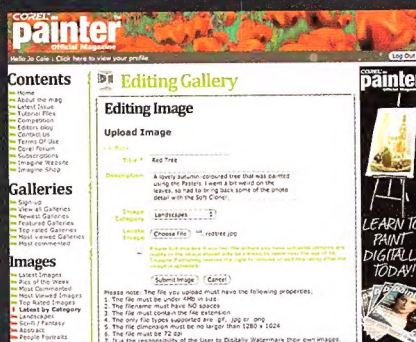 COREL®
painter™
Official Magazine
Hello Jo Cole : Click here to view your profile
Log Out
Contents
Home
About the mag
Latest Issue
Tutorial Files
Competition
Editors blog
Contact Us
Terms Of Use
Corel Forum
Subscriptions
Imagine Website
Imagine Shop
Galleries
Sign-up
View all Galleries
Newest Galleries
Featured Galleries
Top rated Galleries
Most viewed Galleries
Most commented
Images
Latest Images
Pics of the Week
Most Commented
Most Viewed Images
Top Rated Images
Latest by Category
Landscapes
Sci-fi / Fantasy
Abstract
People Portraits
Editing Gallery
Editing Image
Upload Image
Title * Red Tree
Description A lovely autumn-coloured tree that was painted
using the Pastels. I went a bit weird on the
leaves, so had to bring back some of the photo
detail with the Soft Cloner.
Image
Category Landscapes
Locate
Image Choose File redtree.jpg
Submit Image Cancel
Please note: The file you upload must have the following properties:
1. The file must be under 4Mb in size
2. The filename must have NO spaces
3. The file must contain the file extension
4. The only file types supported are .gif, .jpg or .png
5. The file dimension must be no larger than 1280 x 1024
6. The file must be 72 dpi
7. It is the responsibility of the User to Digitally Watermark their own images.
COREL®
painter
LEARN TO
PAINT
DIGITALLY
TODAY!